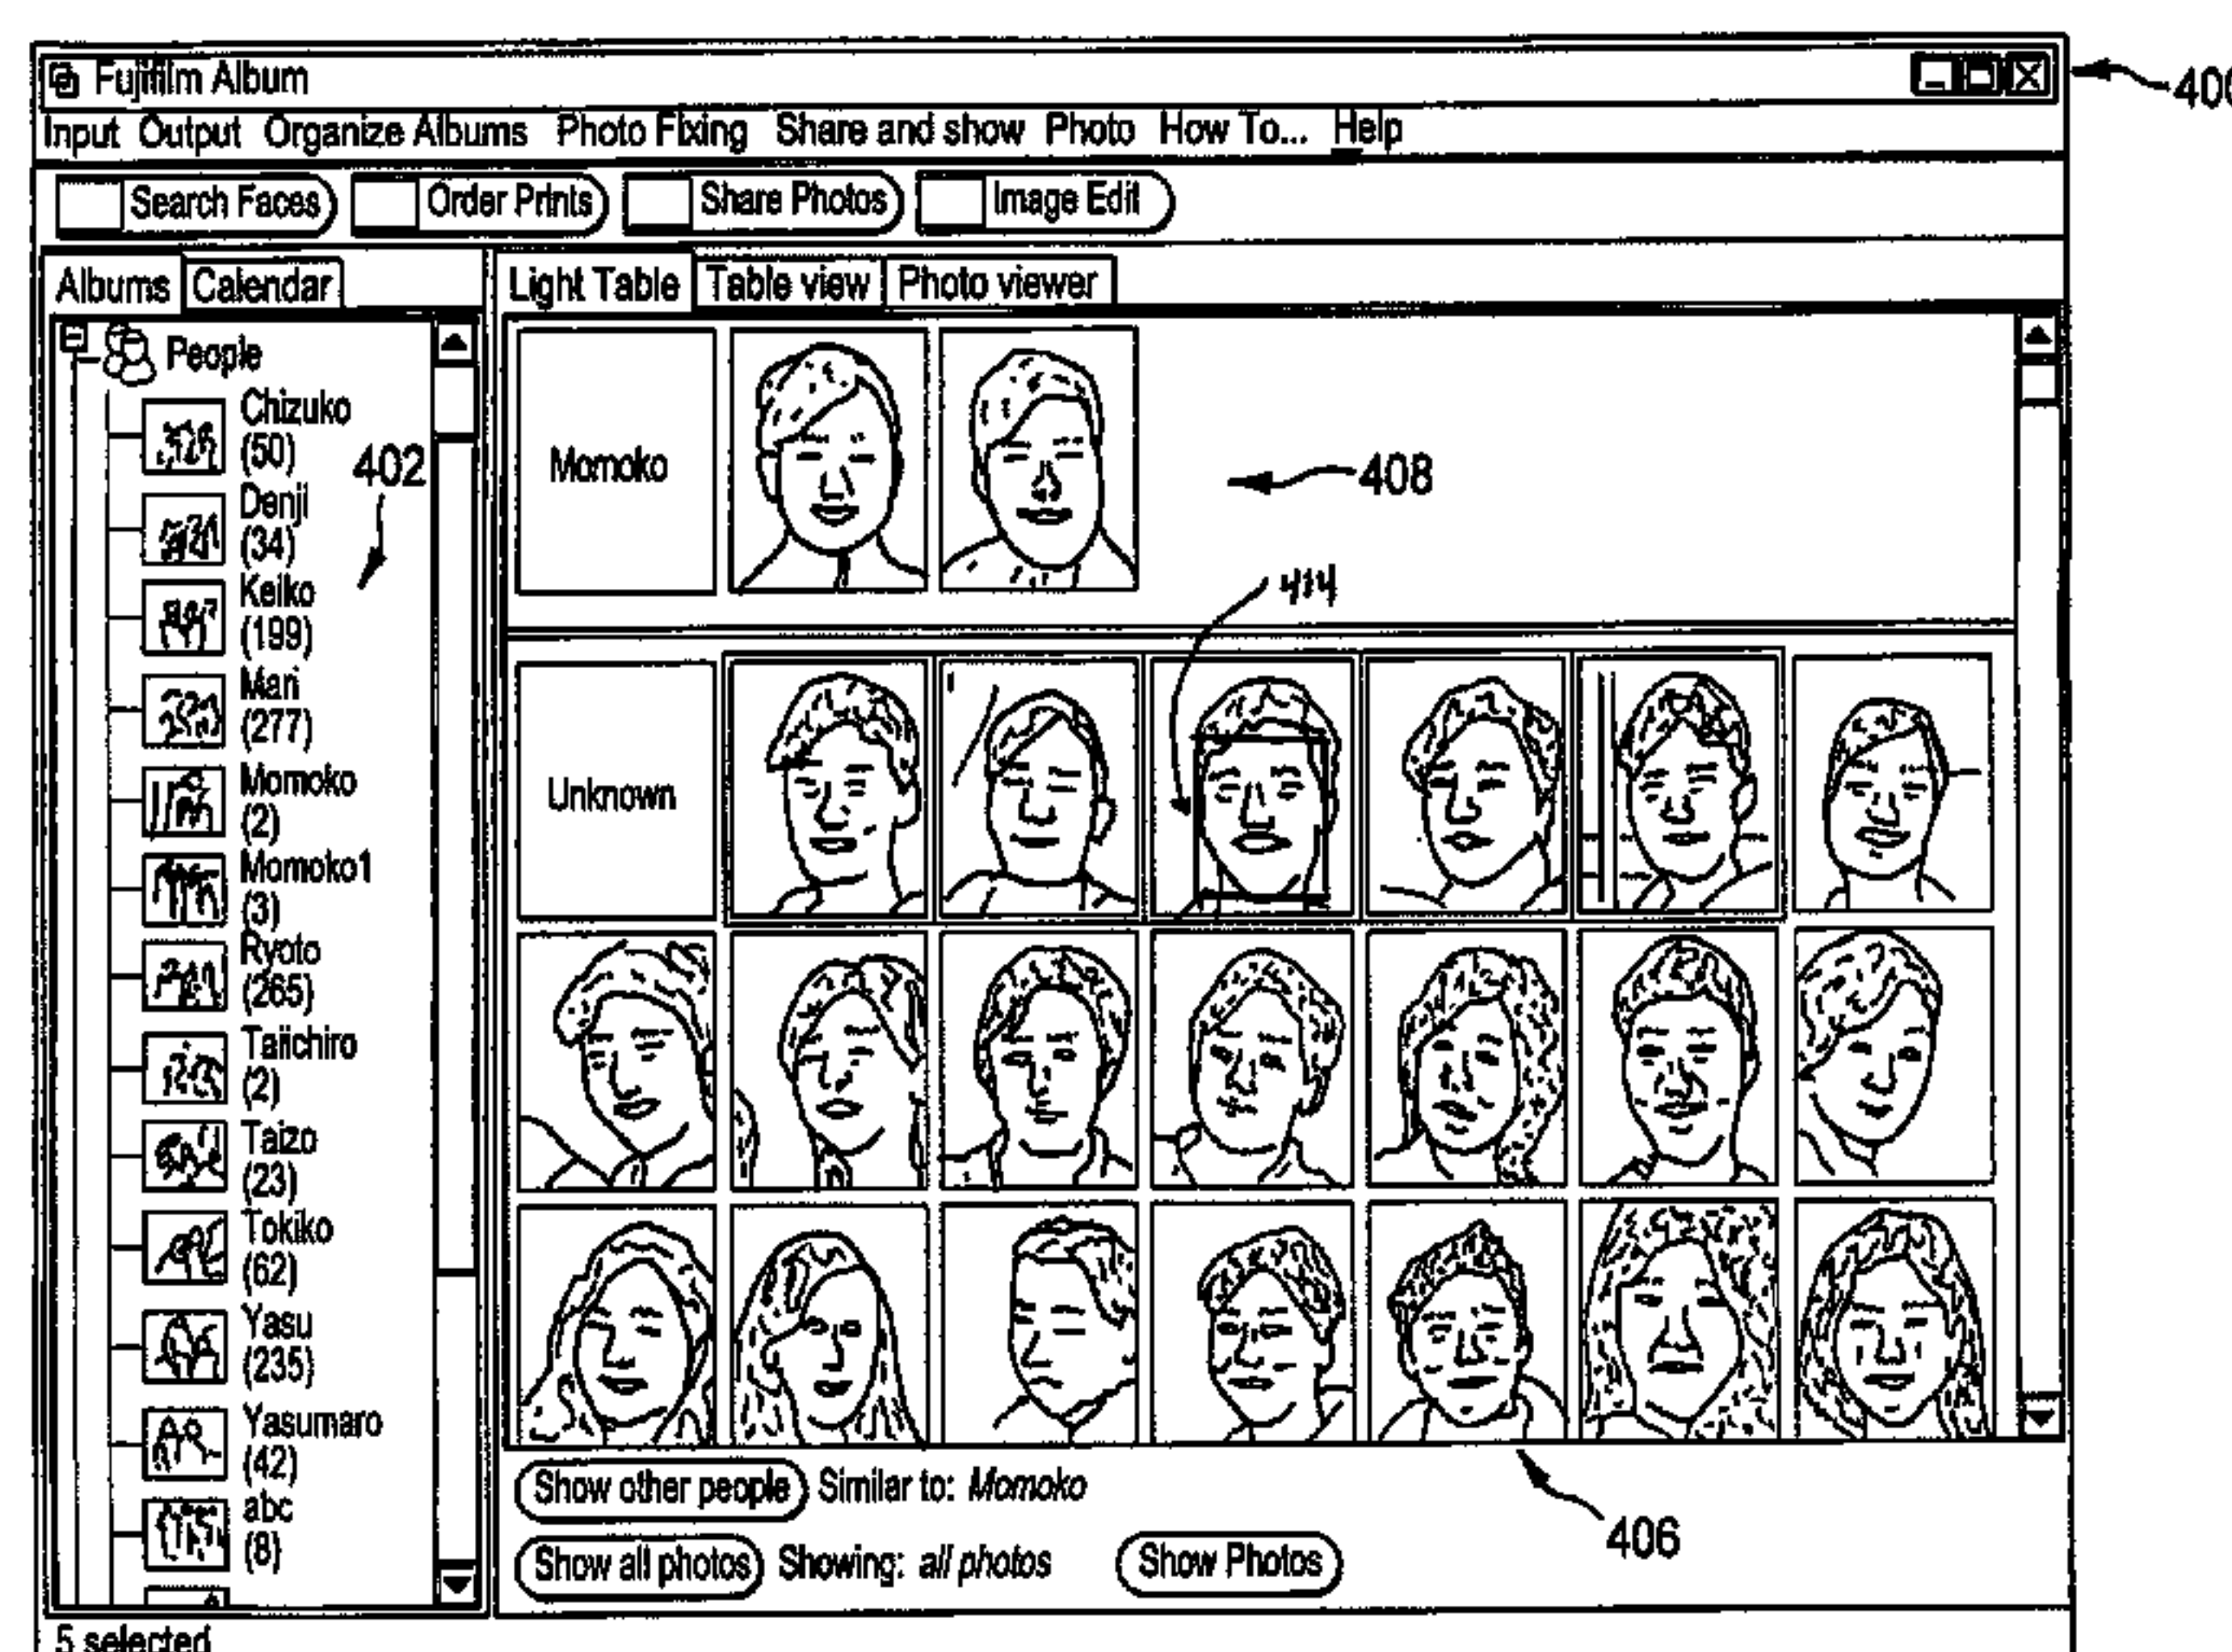 Fujifilm Album
400
Input Output Organize Albums Photo Fixing Share and show Photo How To... Help
Search Faces Order Prints Share Photos Image Edit
Albums Calendar
Light Table Table view Photo viewer
People
Chizuko
(50)
402
Denji
(34)
Keiko
(199)
Mari
(277)
Momoko
(2)
Momoko1
(3)
Ryoto
(265)
Taiichiro
(2)
Taizo
(23)
Tokiko
(62)
Yasu
(235)
Yasumaro
(42)
abc
(8)
Momoko
408
414
Unknown
406
Show other people Similar to: Momoko
Show all photos Showing: all photos Show Photos
5 selected